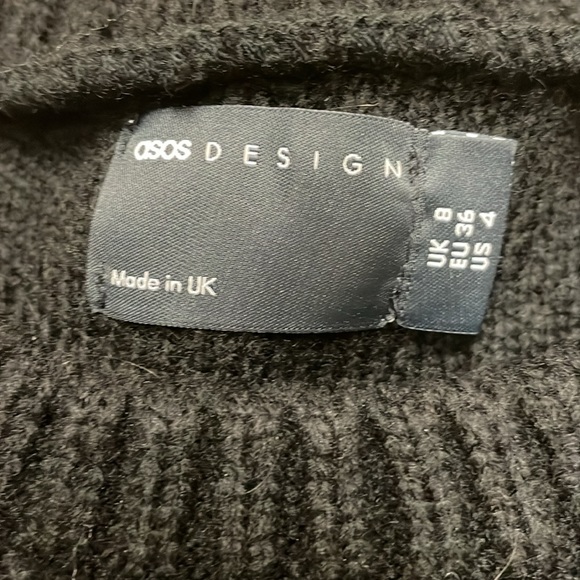 asos DESIGN
Made in UK
UK 8
EU 36
US 4